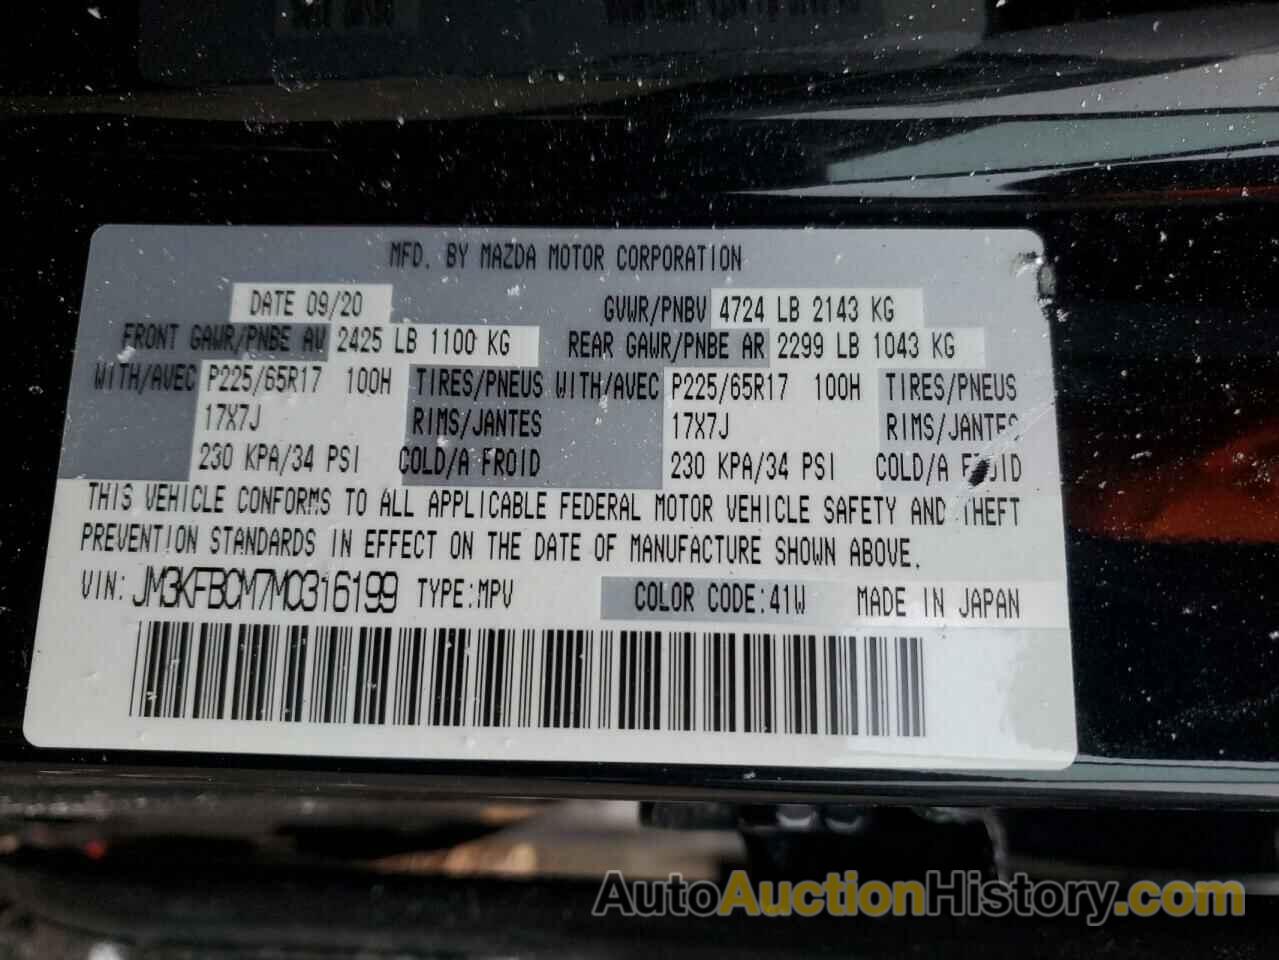 MFD. BY MAZDA MOTOR CORPORATION
DATE 09/20 GVWR/PNBV 4724 LB 2143 KG
FRONT GAWR/PNBE AV 2425 LB 1100 KG REAR GAWR/PNBE AR 2299 LB 1043 KG
WITH/AVEC P225/65R17 100H TIRES/PNEUS WITH/AVEC P225/65R17 100H TIRES/PNEUS
17X7J RIMS/JANTES 17X7J RIMS/JANTES
230 KPA/34 PSI COLD/A FROID 230 KPA/34 PSI COLD/A FROID
THIS VEHICLE CONFORMS TO ALL APPLICABLE FEDERAL MOTOR VEHICLE SAFETY AND THEFT
PREVENTION STANDARDS IN EFFECT ON THE DATE OF MANUFACTURE SHOWN ABOVE.
VIN: JM3KFBCM7M0316199 TYPE:MPV COLOR CODE:41W MADE IN JAPAN
AutoAuctionHistory.com